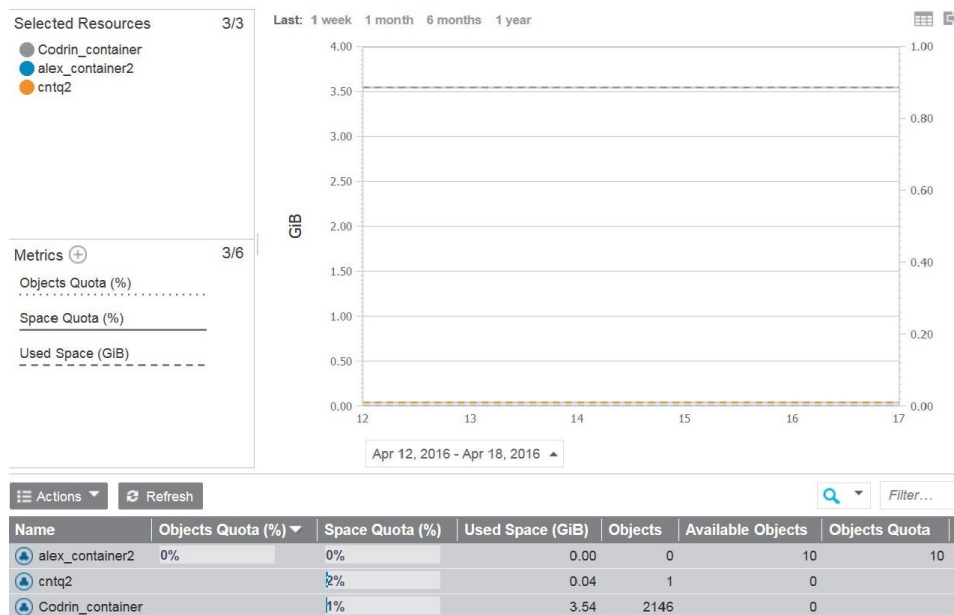 Selected Resources 3/3
Codrin_container
alex_container2
cntq2
Metrics 3/6
Objects Quota (%)
Space Quota (%)
Used Space (GiB)
Last: 1 week 1 month 6 months 1 year
4.00 1.00
3.50
3.00 0.80
2.50
0.60
GiB
2.00
1.50 0.40
1.00
0.20
0.50
0.00 0.00
12 13 14 15 16 17
Apr 12, 2016 - Apr 18, 2016
Actions Refresh Filter...
Name Objects Quota (%) Space Quota (%) Used Space (GiB) Objects Available Objects Objects Quota
alex_container2 0% 0% 0.00 0 10 10
cntq2 2% 0.04 1 0
Codrin_container 1% 3.54 2146 0